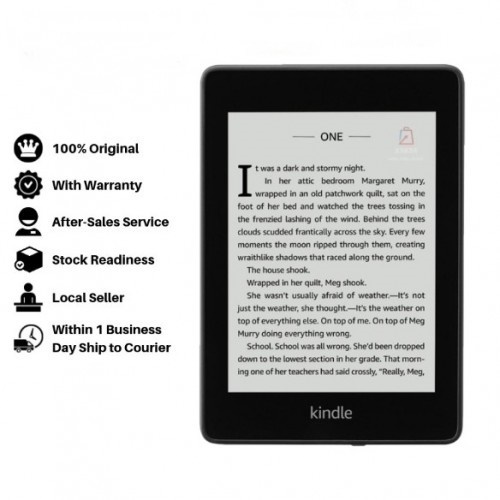 100% Original
With Warranty
After-Sales Service
Stock Readiness
Local Seller
Within 1 Business
Day Ship to Courier
ONE
It was a dark and stormy night.
In her attic bedroom Margaret Murry,
wrapped in an old patchwork quilt, sat on the
foot of her bed and watched the trees tossing in
the frenzied lashing of the wind. Behind the trees
clouds scudded frantically across the sky. Every few
moments the moon ripped through them, creating
wraithlike shadows that raced along the ground.
The house shook.
Wrapped in her quilt, Meg shook.
She wasn't usually afraid of weather.—It's not
just the weather, she thought.—It's the weather on
top of everything else. On top of me. On top of Meg
Murry doing everything wrong.
School. School was all wrong. She'd been dropped
down to the lowest section in her grade. That morn-
ing one of her teachers had said crossly, "Really, Meg,
kindle